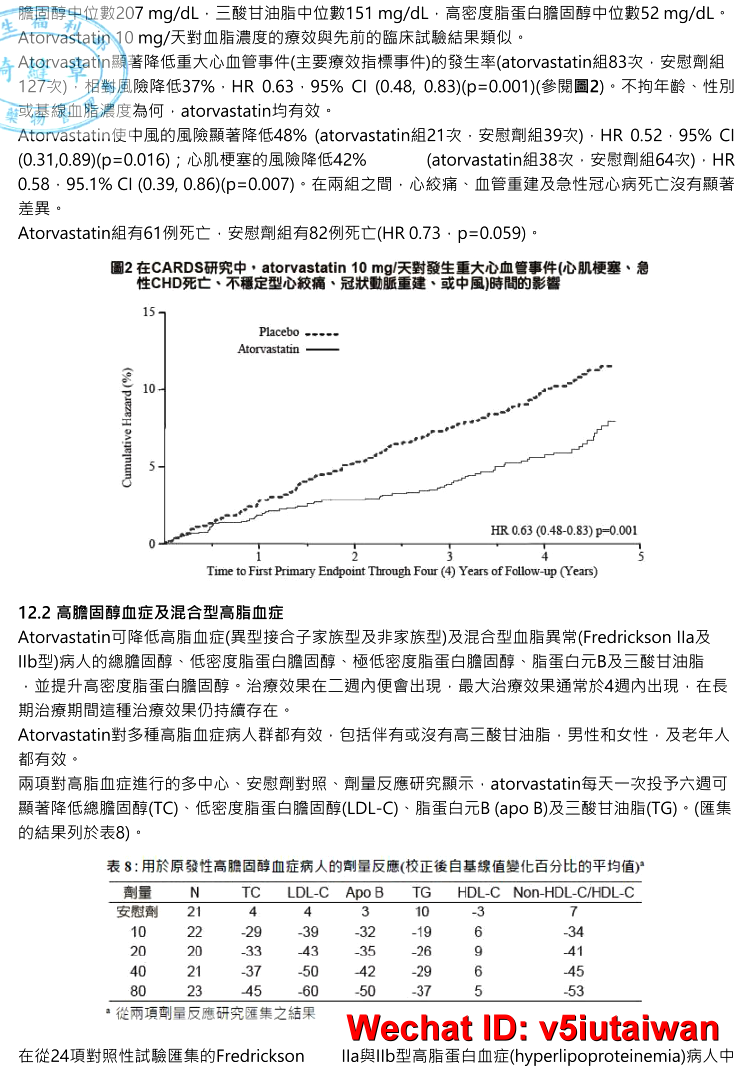 膽固醇中位數207 mg/dL，三酸甘油脂中位數151 mg/dL，高密度脂蛋白膽固醇中位數52 mg/dL。
Atorvastatin 10 mg/天對血脂濃度的療效與先前的臨床試驗結果類似。
Atorvastatin顯著降低重大心血管事件(主要療效指標事件)的發生率(atorvastatin組83次，安慰劑組
127次)，相對風險降低37%，HR 0.63，95% CI (0.48, 0.83)(p=0.001)(參閱圖2)。不拘年齡、性別
或基線血脂濃度為何，atorvastatin均有效。
Atorvastatin使中風的風險顯著降低48% (atorvastatin組21次，安慰劑組39次)，HR 0.52，95% CI
(0.31,0.89)(p=0.016)；心肌梗塞的風險降低42% (atorvastatin組38次，安慰劑組64次)，HR
0.58，95.1% CI (0.39, 0.86)(p=0.007)。在兩組之間，心絞痛、血管重建及急性冠心病死亡沒有顯著
差異。
Atorvastatin組有61例死亡，安慰劑組有82例死亡(HR 0.73，p=0.059)。
圖2 在CARDS研究中，atorvastatin 10 mg/天對發生重大心血管事件(心肌梗塞、急
性CHD死亡、不穩定型心絞痛、冠狀動脈重建、或中風)時間的影響
15
Placebo
Atorvastatin
10
Cumulative Hazard (%)
5
HR 0.63 (0.48-0.83) p=0.001
0
1 2 3 4 5
Time to First Primary Endpoint Through Four (4) Years of Follow-up (Years)
12.2 高膽固醇血症及混合型高脂血症
Atorvastatin可降低高脂血症(異型接合子家族型及非家族型)及混合型血脂異常(Fredrickson IIa及
IIb型)病人的總膽固醇、低密度脂蛋白膽固醇、極低密度脂蛋白膽固醇、脂蛋白元B及三酸甘油脂
，並提升高密度脂蛋白膽固醇。治療效果在二週內便會出現，最大治療效果通常於4週內出現，在長
期治療期間這種治療效果仍持續存在。
Atorvastatin對多種高脂血症病人群都有效，包括伴有或沒有高三酸甘油脂，男性和女性，及老年人
都有效。
兩項對高脂血症進行的多中心、安慰劑對照、劑量反應研究顯示，atorvastatin每天一次投予六週可
顯著降低總膽固醇(TC)、低密度脂蛋白膽固醇(LDL-C)、脂蛋白元B (apo B)及三酸甘油脂(TG)。(匯集
的結果列於表8)。
表 8 : 用於原發性高膽固醇血症病人的劑量反應(校正後自基線值變化百分比的平均值)ª
劑量 N TC LDL-C Apo B TG HDL-C Non-HDL-C/HDL-C
安慰劑 21 4 4 3 10 -3 7
10 22 -29 -39 -32 -19 6 -34
20 20 -33 -43 -35 -26 9 -41
40 21 -37 -50 -42 -29 6 -45
80 23 -45 -60 -50 -37 5 -53
ª 從兩項劑量反應研究匯集之結果
Wechat ID: v5iutaiwan
在從24項對照性試驗匯集的Fredrickson IIa與IIb型高脂蛋白血症(hyperlipoproteinemia)病人中